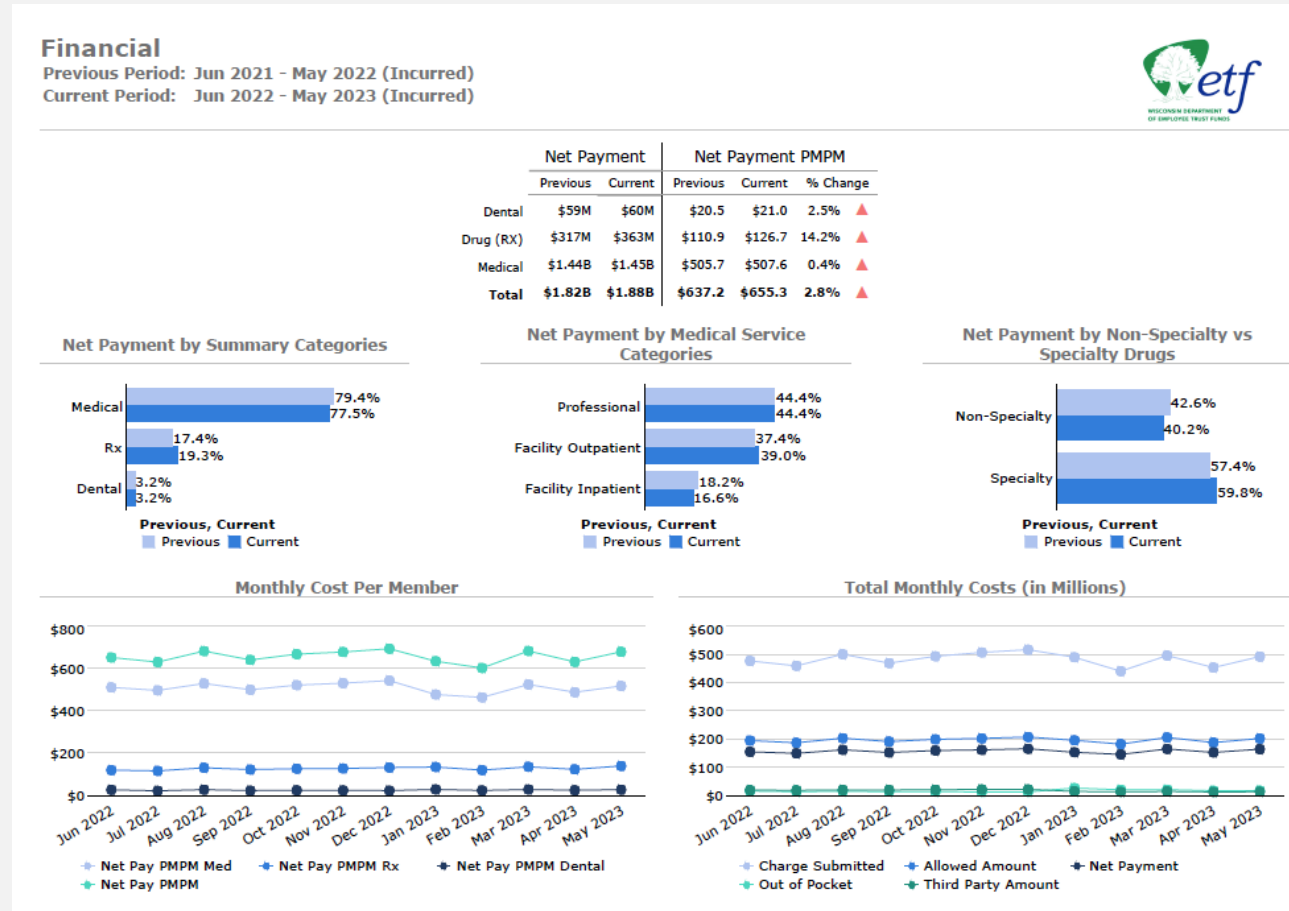 Financial
Previous Period: Jun 2021 - May 2022 (Incurred)
Current Period: Jun 2022 - May 2023 (Incurred)
etf
WISCONSIN DEPARTMENT
OF EMPLOYEE TRUST FUNDS
Net Payment Net Payment PMPM
Previous Current Previous Current % Change
Dental $59M $60M $20.5 $21.0 2.5%
Drug (RX) $317M $363M $110.9 $126.7 14.2%
Medical $1.44B $1.45B $505.7 $507.6 0.4%
Total $1.82B $1.88B $637.2 $655.3 2.8%
Net Payment by Summary Categories
Medical 79.4%
77.5%
Rx 17.4%
19.3%
Dental 3.2%
3.2%
Previous, Current
Previous Current
Net Payment by Medical Service
Categories
Professional 44.4%
44.4%
Facility Outpatient 37.4%
39.0%
Facility Inpatient 18.2%
16.6%
Previous, Current
Previous Current
Net Payment by Non-Specialty vs
Specialty Drugs
Non-Specialty 42.6%
40.2%
Specialty 57.4%
59.8%
Previous, Current
Previous Current
Monthly Cost Per Member
$800
$600
$400
$200
$0
Jun 2022 Jul 2022 Aug 2022 Sep 2022 Oct 2022 Nov 2022 Dec 2022 Jan 2023 Feb 2023 Mar 2023 Apr 2023 May 2023
Net Pay PMPM Med Net Pay PMPM Rx Net Pay PMPM Dental
Net Pay PMPM
Total Monthly Costs (in Millions)
$600
$500
$400
$300
$200
$100
$0
Jun 2022 Jul 2022 Aug 2022 Sep 2022 Oct 2022 Nov 2022 Dec 2022 Jan 2023 Feb 2023 Mar 2023 Apr 2023 May 2023
Charge Submitted Allowed Amount Net Payment
Out of Pocket Third Party Amount